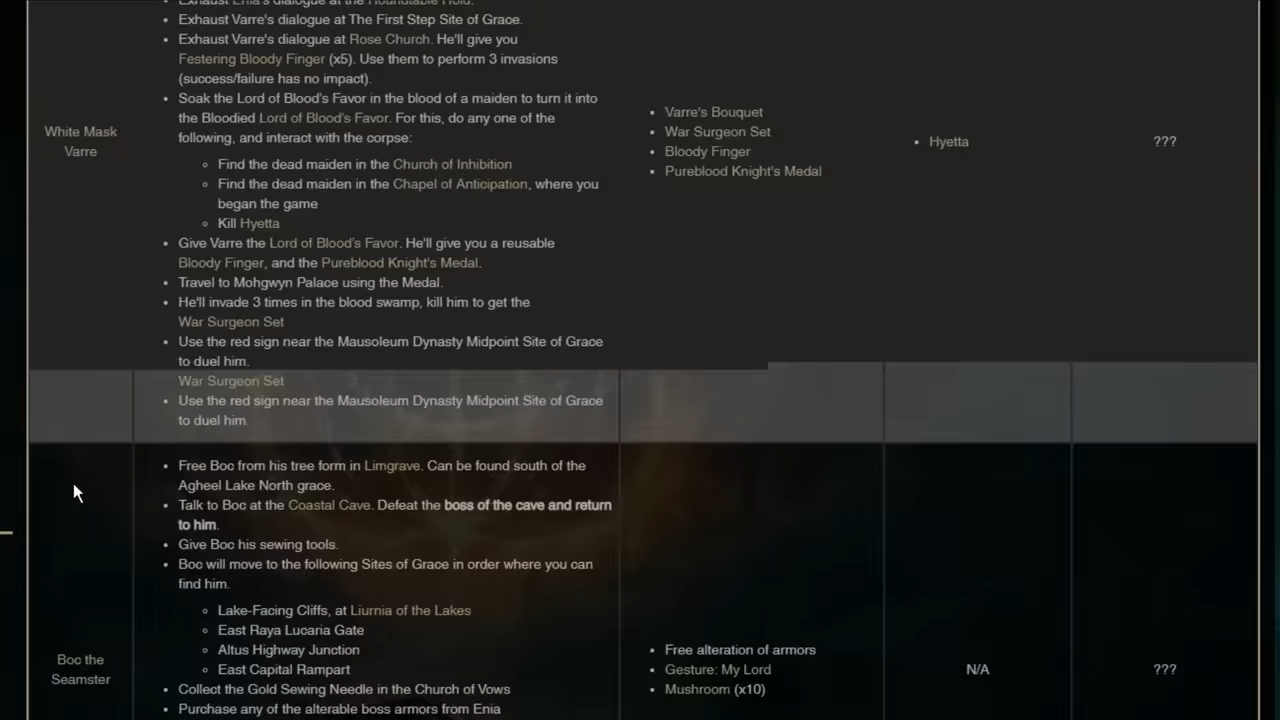 Exhaust Enia's dialogue at the Roundtable Hold.
Exhaust Varre's dialogue at The First Step Site of Grace.
Exhaust Varre's dialogue at Rose Church. He'll give you
Festering Bloody Finger (x5). Use them to perform 3 invasions
(success/failure has no impact).
Soak the Lord of Blood's Favor in the blood of a maiden to turn it into
the Bloodied Lord of Blood's Favor. For this, do any one of the
following, and interact with the corpse:
Find the dead maiden in the Church of Inhibition
Find the dead maiden in the Chapel of Anticipation, where you
began the game
Kill Hyetta
Give Varre the Lord of Blood's Favor. He'll give you a reusable
Bloody Finger, and the Pureblood Knight's Medal.
Travel to Mohgwyn Palace using the Medal.
He'll invade 3 times in the blood swamp, kill him to get the
War Surgeon Set
Use the red sign near the Mausoleum Dynasty Midpoint Site of Grace
to duel him.
War Surgeon Set
Use the red sign near the Mausoleum Dynasty Midpoint Site of Grace
to duel him.
White Mask
Varre
Varre's Bouquet
War Surgeon Set
Bloody Finger
Pureblood Knight's Medal
Hyetta
???
Boc the
Seamster
Free Boc from his tree form in Limgrave. Can be found south of the
Agheel Lake North grace.
Talk to Boc at the Coastal Cave. Defeat the boss of the cave and return
to him.
Give Boc his sewing tools.
Boc will move to the following Sites of Grace in order where you can
find him.
Lake-Facing Cliffs, at Liurnia of the Lakes
East Raya Lucaria Gate
Altus Highway Junction
East Capital Rampart
Collect the Gold Sewing Needle in the Church of Vows
Purchase any of the alterable boss armors from Enia
Free alteration of armors
Gesture: My Lord
Mushroom (x10)
N/A
???